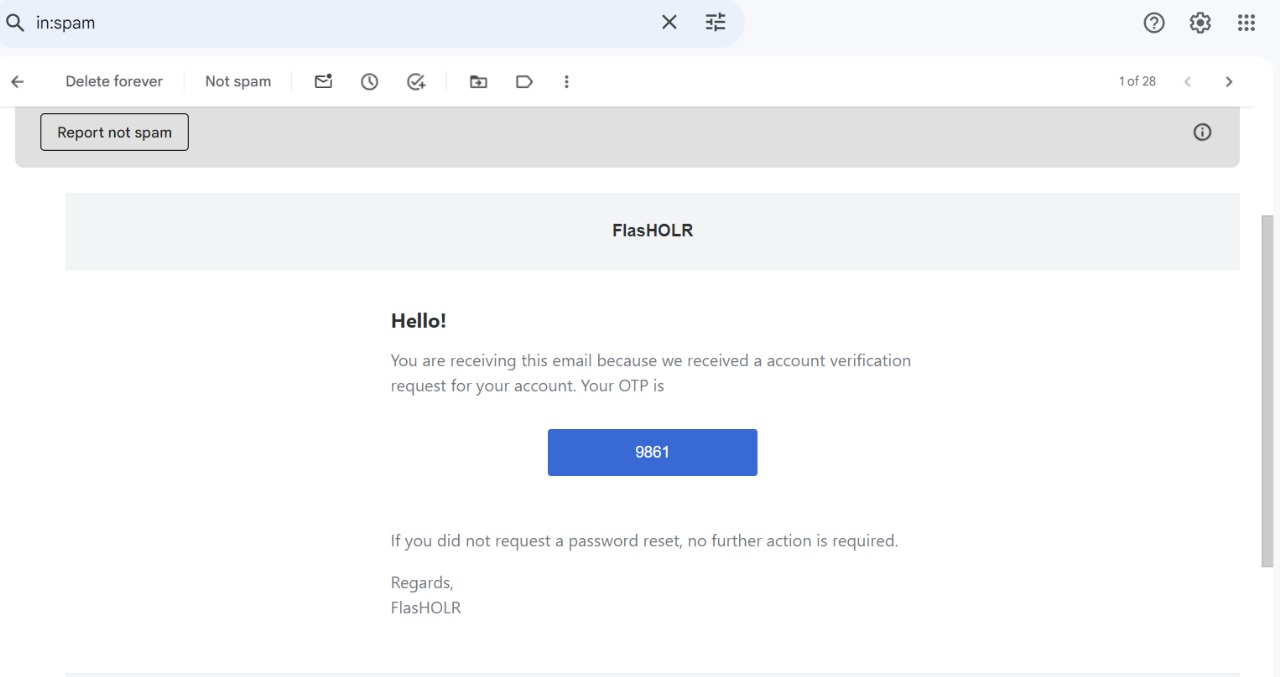 in:spam
Delete forever
Not spam
1 of 28
Report not spam
FlasHOLR
Hello!
You are receiving this email because we received a account verification
request for your account. Your OTP is
9861
If you did not request a password reset, no further action is required.
Regards,
FlasHOLR